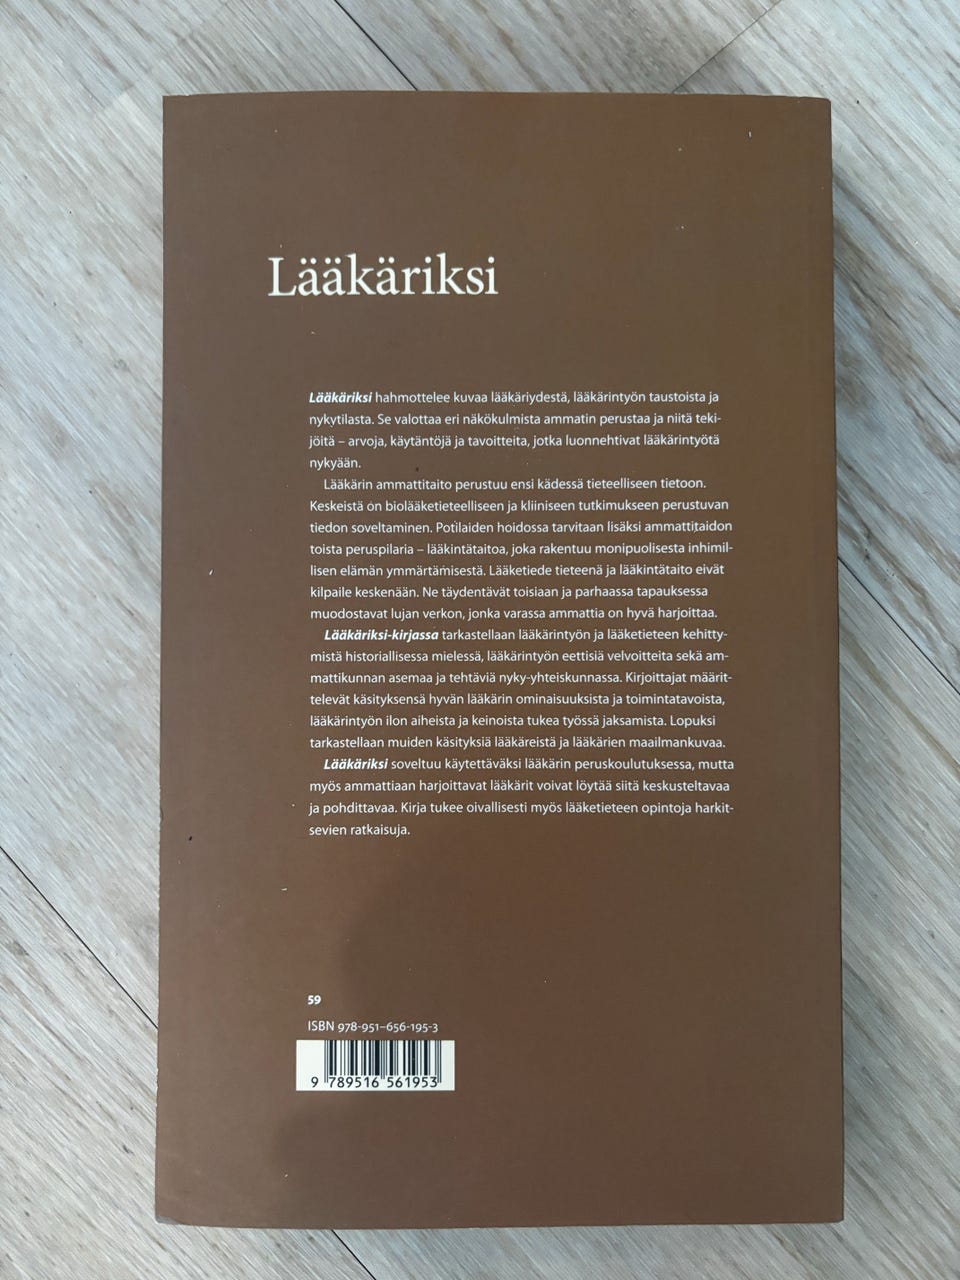 Lääkäriksi
Lääkäriksi hahmottelee kuvaa lääkäriydestä, lääkärintyön taustoista ja
nykytilasta. Se valottaa eri näkökulmista ammatin perustaa ja niitä teki-
jöitä – arvoja, käytäntöjä ja tavoitteita, jotka luonnehtivat lääkärintyötä
nykyään.
Lääkärin ammattitaito perustuu ensi kädessä tieteelliseen tietoon.
Keskeistä on biolääketieteelliseen ja kliiniseen tutkimukseen perustuvan
tiedon soveltaminen. Potilaiden hoidossa tarvitaan lisäksi ammattitaidon
toista peruspilaria – lääkintätaitoa, joka rakentuu monipuolisesta inhimil-
lisen elämän ymmärtämisestä. Lääketiede tieteenä ja lääkintätaito eivät
kilpaile keskenään. Ne täydentävät toisiaan ja parhaassa tapauksessa
muodostavat lujan verkon, jonka varassa ammattia on hyvä harjoittaa.
Lääkäriksi-kirjassa tarkastellaan lääkärintyön ja lääketieteen kehitty-
mistä historiallisessa mielessä, lääkärintyön eettisiä velvoitteita sekä am-
mattikunnan asemaa ja tehtäviä nyky-yhteiskunnassa. Kirjoittajat määrit-
televät käsityksensä hyvän lääkärin ominaisuuksista ja toimintatavoista,
lääkärintyön ilon aiheista ja keinoista tukea työssä jaksamista. Lopuksi
tarkastellaan muiden käsityksiä lääkäreistä ja lääkärien maailmankuvaa.
Lääkäriksi soveltuu käytettäväksi lääkärin peruskoulutuksessa, mutta
myös ammattiaan harjoittavat lääkärit voivat löytää siitä keskusteltavaa
ja pohdittavaa. Kirja tukee oivallisesti myös lääketieteen opintoja harkit-
sevien ratkaisuja.
59
ISBN 978-951-656-195-3
9 789516 561953